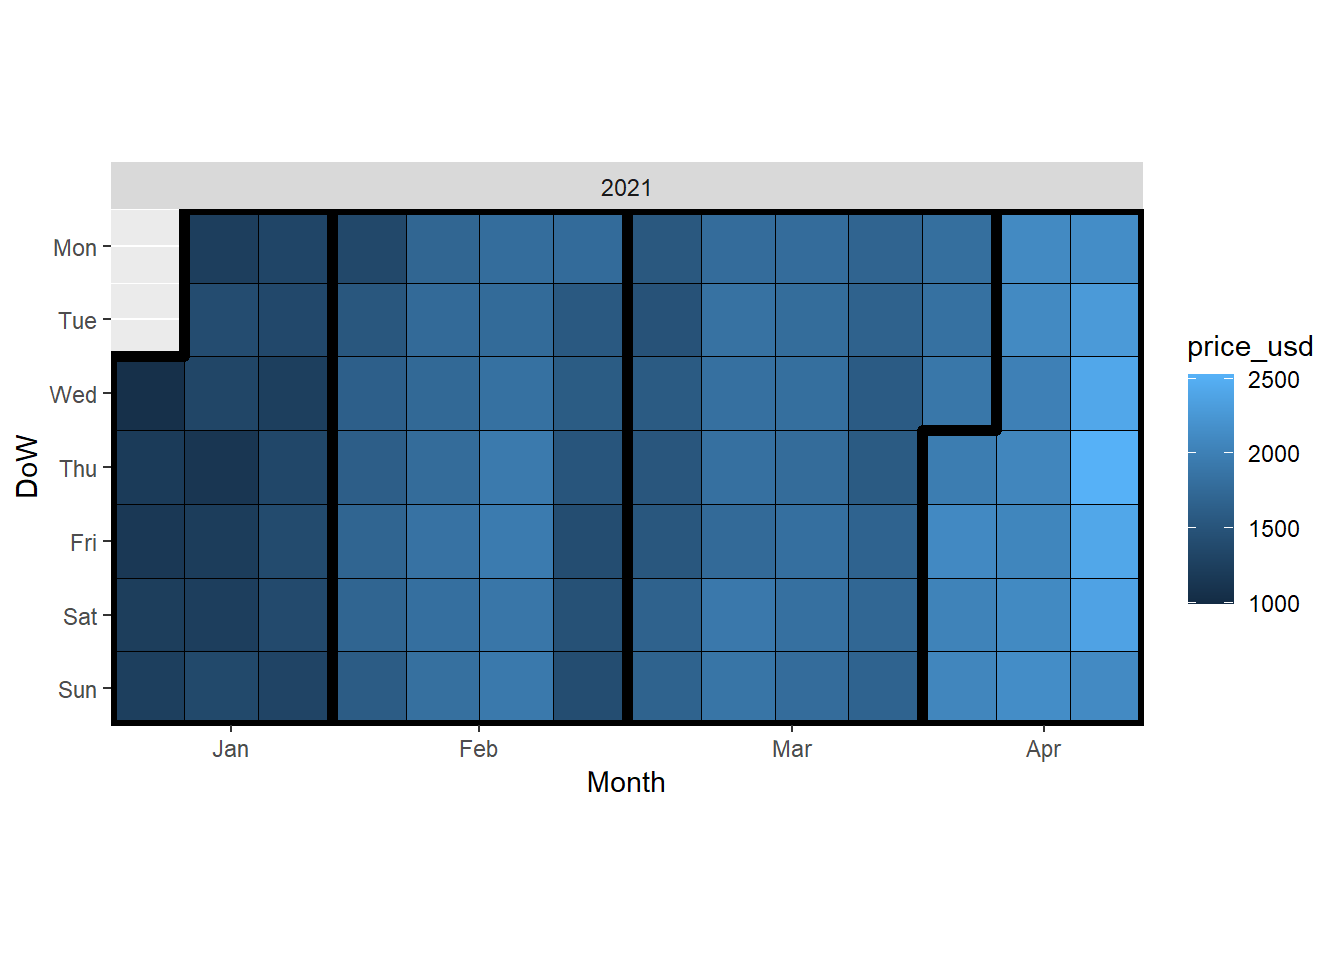 2021
Mon
Tue
Wed
Thu
Fri
Sat
Sun
DoW
Jan Feb Mar Apr
Month
price_usd
2500
2000
1500
1000